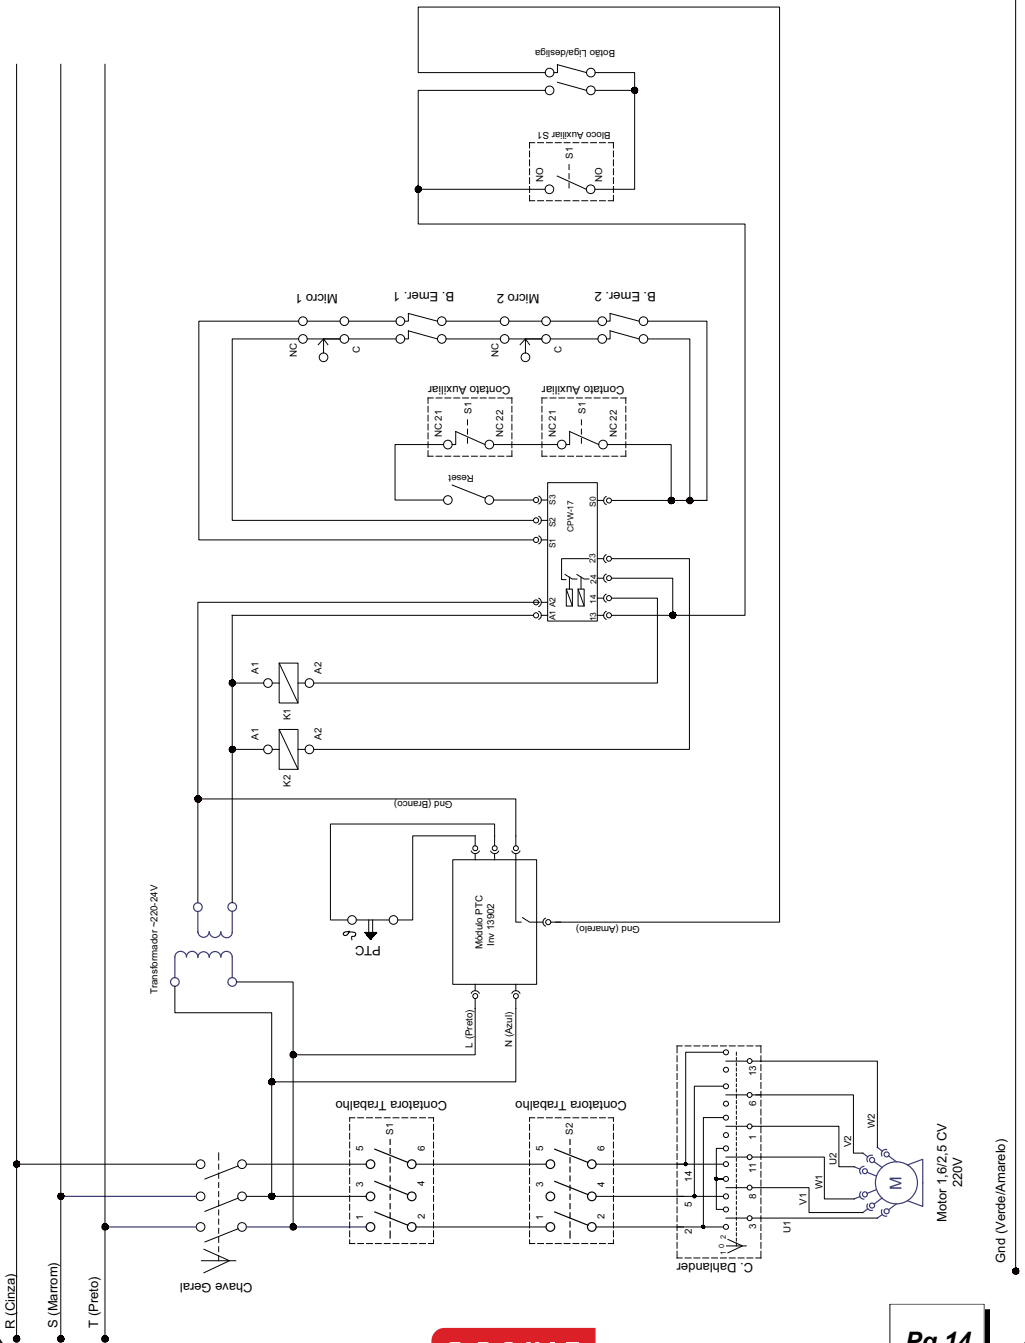 Botão Liga/desliga
Bloco Auxiliar S1
S1
NO
NO
Micro 1
B. Emer. 1
Micro 2
B. Emer. 2
NC
C
NC
C
Contato Auxiliar
Contato Auxiliar
NC 21
S1
NC 22
NC 21
S1
NC 22
Reset
S3
S2
S1
A2
A1
CPW-17
S0
23
24
14
13
A1
A2
K1
A1
A2
K2
Gnd (Branco)
Transformador ~220-24V
PTC
Módulo PTC
Inv 13902
Gnd (Amarelo)
L (Preto)
N (Azul)
Contatora Trabalho
Contatora Trabalho
S1
5
6
3
4
1
2
S2
5
6
3
4
1
2
Chave Geral
14
5
2
13
6
1
11
8
3
1 0 2
C. Dahlander
W2
V2
U2
W1
V1
U1
M
Motor 1,6/2,5 CV
220V
Gnd (Verde/Amarelo)
R (Cinza)
S (Marrom)
T (Preto)
Pg 14